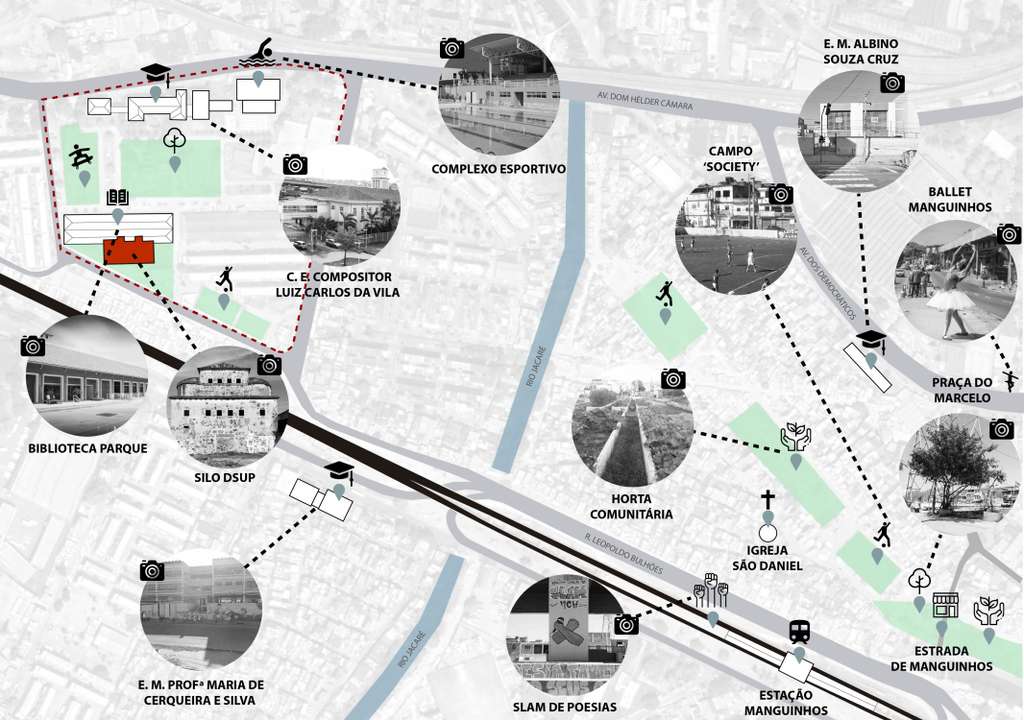 E. M. ALBINO
SOUZA CRUZ
AV. DOM HÉLDER CÂMARA
COMPLEXO ESPORTIVO
CAMPO
‘SOCIETY’
BALLET
MANGUINHOS
C. E. COMPOSITOR
LUIZ CARLOS DA VILA
AV. DOS DEMOCRÁTICOS
RIO JACARÉ
PRAÇA DO
MARCELO
BIBLIOTECA PARQUE
SILO DSUP
HORTA
COMUNITÁRIA
R. LEOPOLDO BULHÕES
IGREJA
SÃO DANIEL
RIO JACARÉ
ESTRADA
DE MANGUINHOS
E. M. PROFª MARIA DE
CERQUEIRA E SILVA
SLAM DE POESIAS
ESTAÇÃO
MANGUINHOS